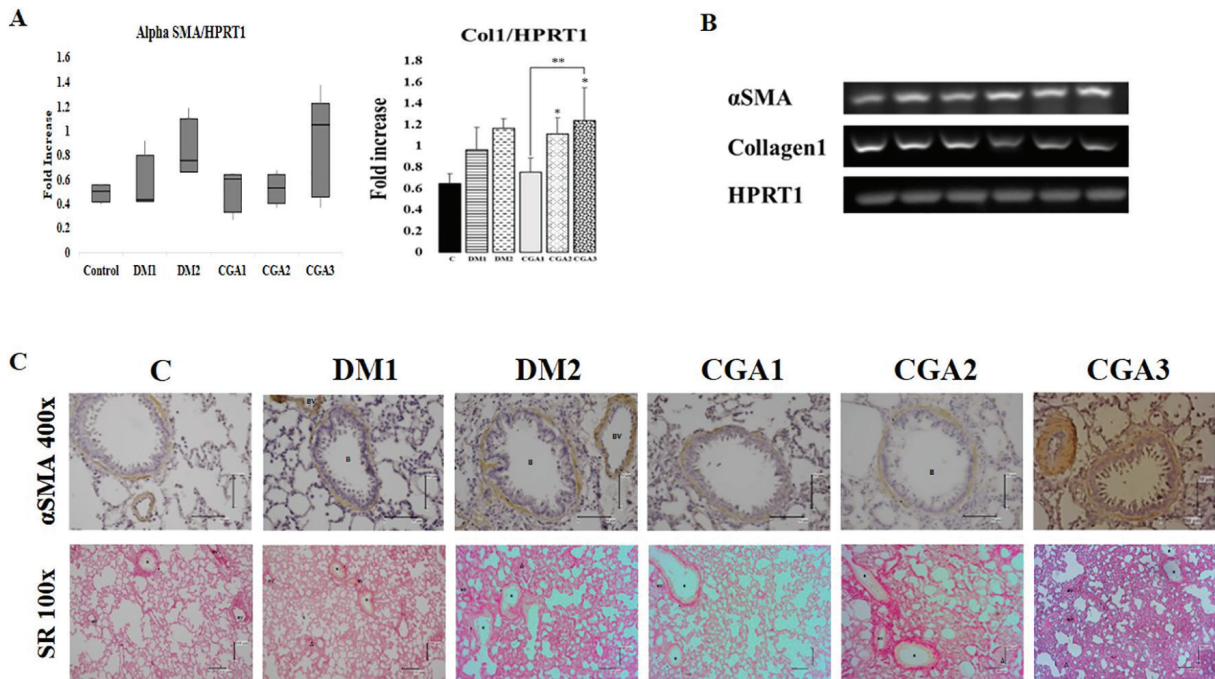 A
Alpha SMA/HPRT1
Fold Increase
1.6
1.4
1.2
1
0.8
0.6
0.4
0.2
0
Control DM1 DM2 CGA1 CGA2 CGA3
Col1/HPRT1
Fold increase
1.8
1.6
1.4
1.2
1
0.8
0.6
0.4
0.2
0
**
*
*
C DM1 DM2 CGA1 CGA2 CGA3
B
αSMA
Collagen1
HPRT1
C
C DM1 DM2 CGA1 CGA2 CGA3
αSMA 400x
BV
B
B
BV
B
SR 100x